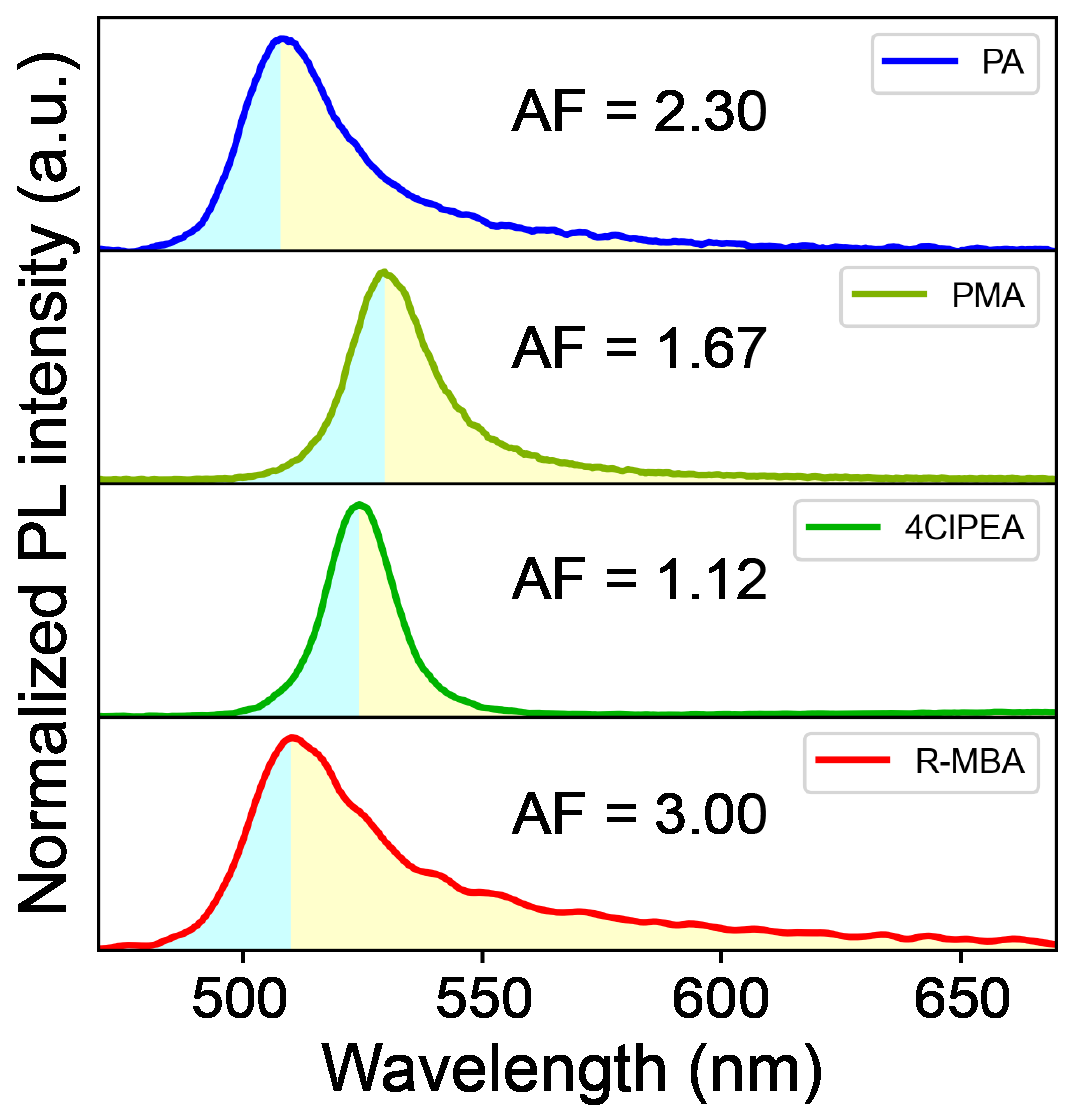 Normalized PL intensity (a.u.)
PA
AF = 2.30
PMA
AF = 1.67
4ClPEA
AF = 1.12
R-MBA
AF = 3.00
500 550 600 650
Wavelength (nm)